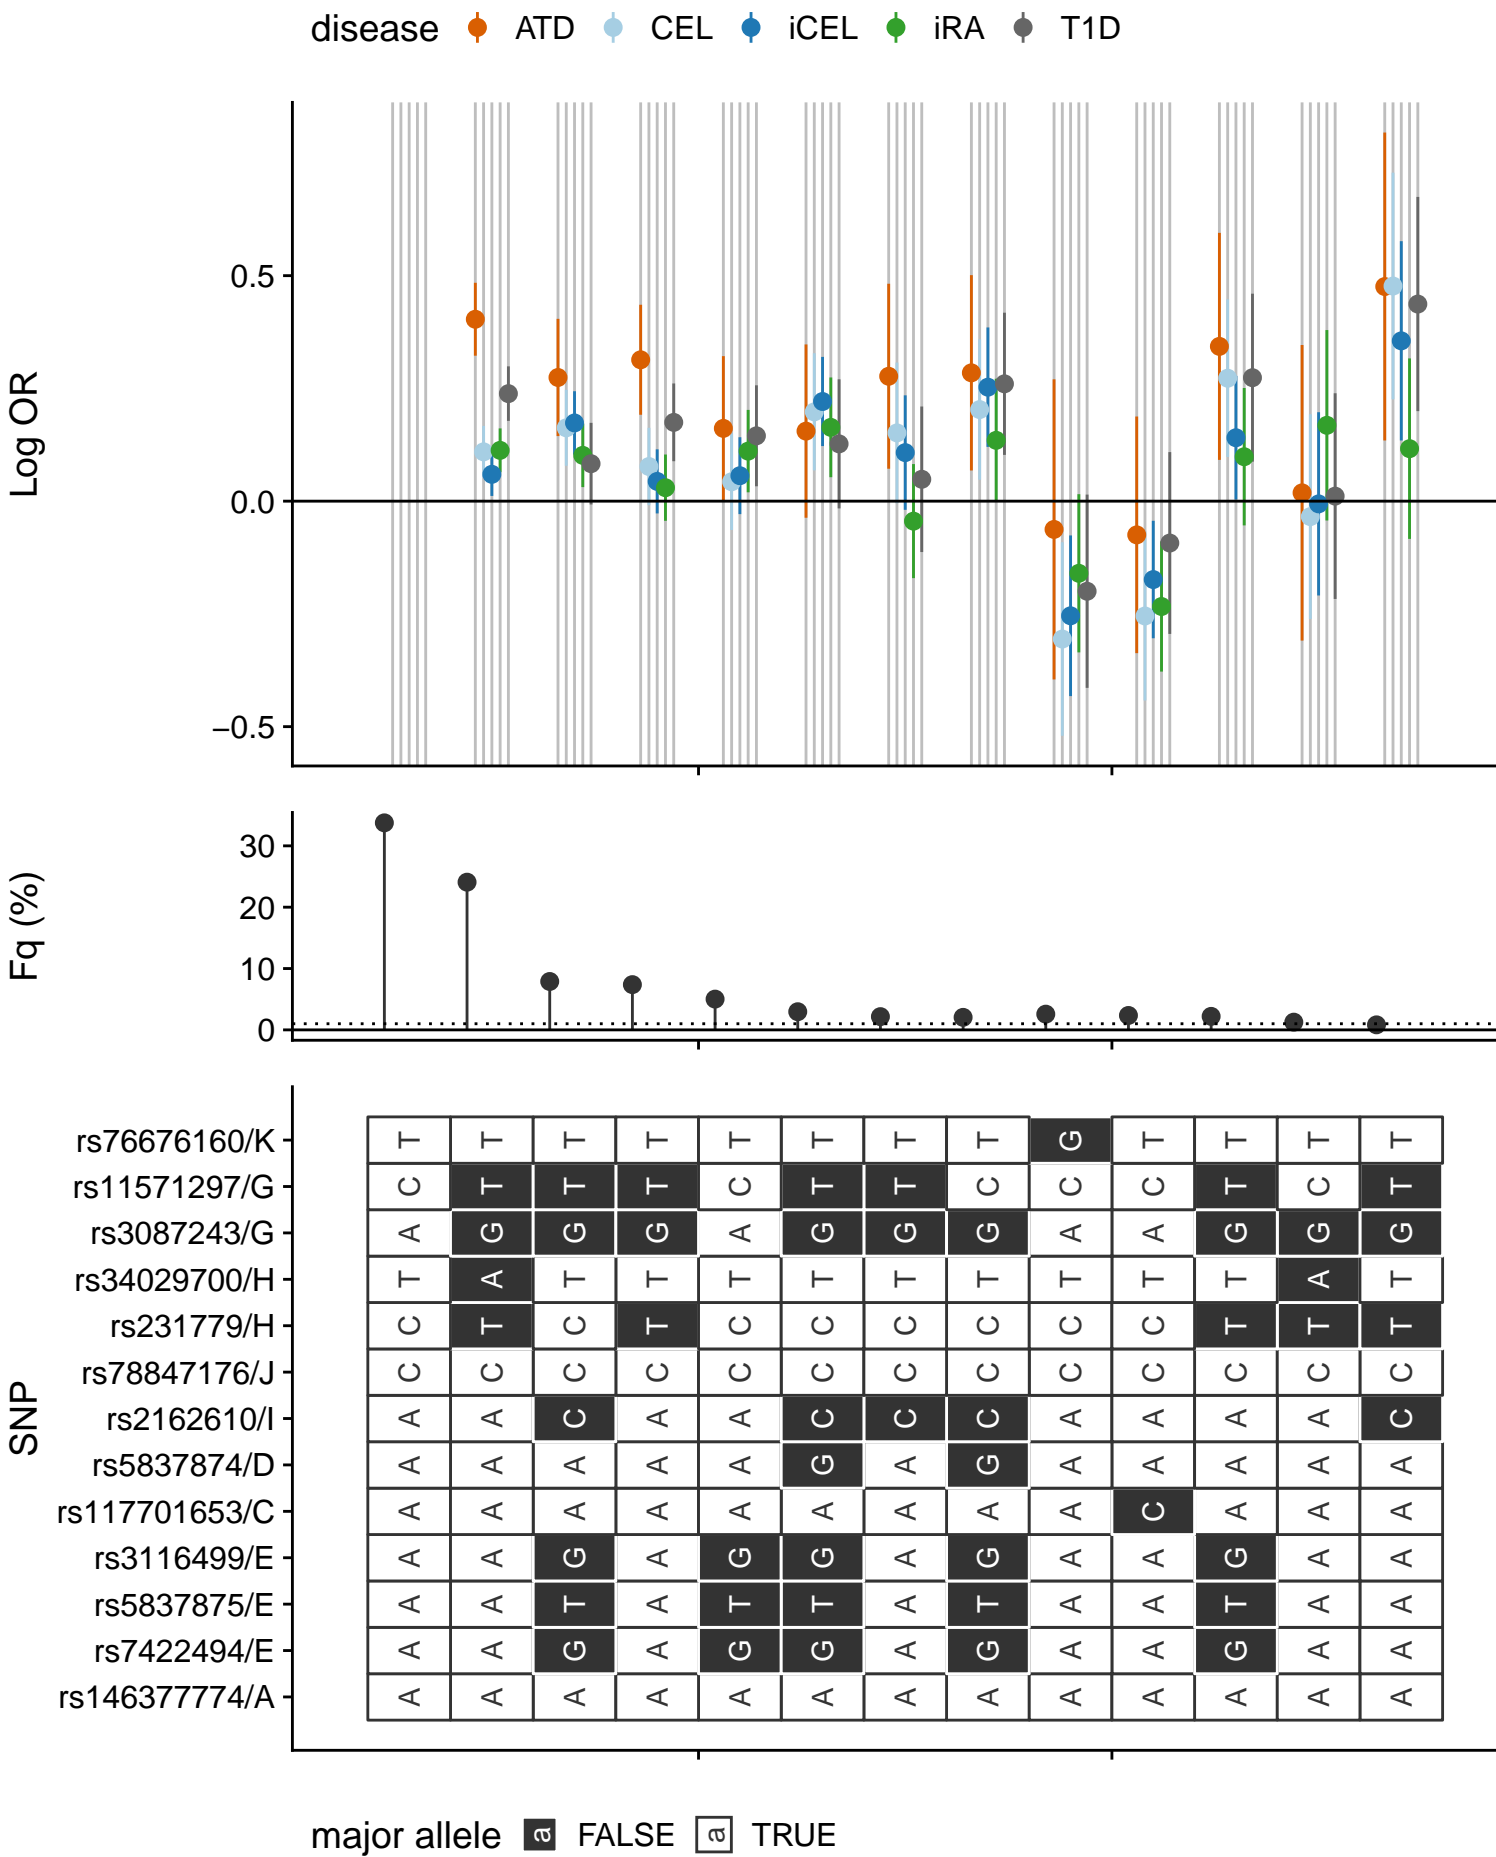 disease ATD CEL iCEL iRA T1D
Log OR
0.5
0.0
−0.5
Fq (%)
30
20
10
0
SNP
rs76676160/K T T T T T T T T G T T T T
rs11571297/G C T T T C T T C C C T C T
rs3087243/G A G G G A G G G A A G G G
rs34029700/H T A T T T T T T T T T A T
rs231779/H C T C T C C C C C C T T T
rs78847176/J C C C C C C C C C C C C C
rs2162610/I A A C A A C C C A A A A C
rs5837874/D A A A A A G A G A A A A A
rs117701653/C A A A A A A A A A C A A A
rs3116499/E A A G A G G A G A A G A A
rs5837875/E A A T A T T A T A A T A A
rs7422494/E A A G A G G A G A A G A A
rs146377774/A A A A A A A A A A A A A A
major allele a FALSE a TRUE